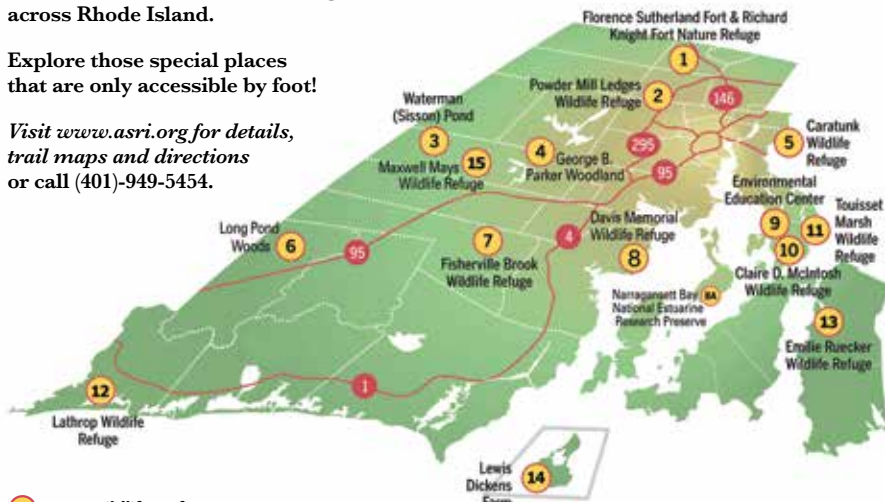 across Rhode Island.
Explore those special places
that are only accessible by foot!
Visit www.asri.org for details,
trail maps and directions
or call (401)-949-5454.
Florence Sutherland Fort & Richard
Knight Fort Nature Refuge
1
Powder Mill Ledges
Wildlife Refuge
2
146
Waterman
(Sisson) Pond
3
15
Maxwell Mays
Wildlife Refuge
4
George B.
Parker Woodland
295
95
5
Caratunk
Wildlife
Refuge
Environmental
Education Center
9
10
11
Touisset
Marsh
Wildlife
Refuge
Claire D. McIntosh
Wildlife Refuge
Long Pond
Woods
6
95
7
Fisherville Brook
Wildlife Refuge
4
Davis Memorial
Wildlife Refuge
8
Narragansett Bay
National Estuarine
Research Preserve
8A
13
Emilie Ruecker
Wildlife Refuge
1
12
Lathrop Wildlife
Refuge
Lewis
Dickens
Farm
14